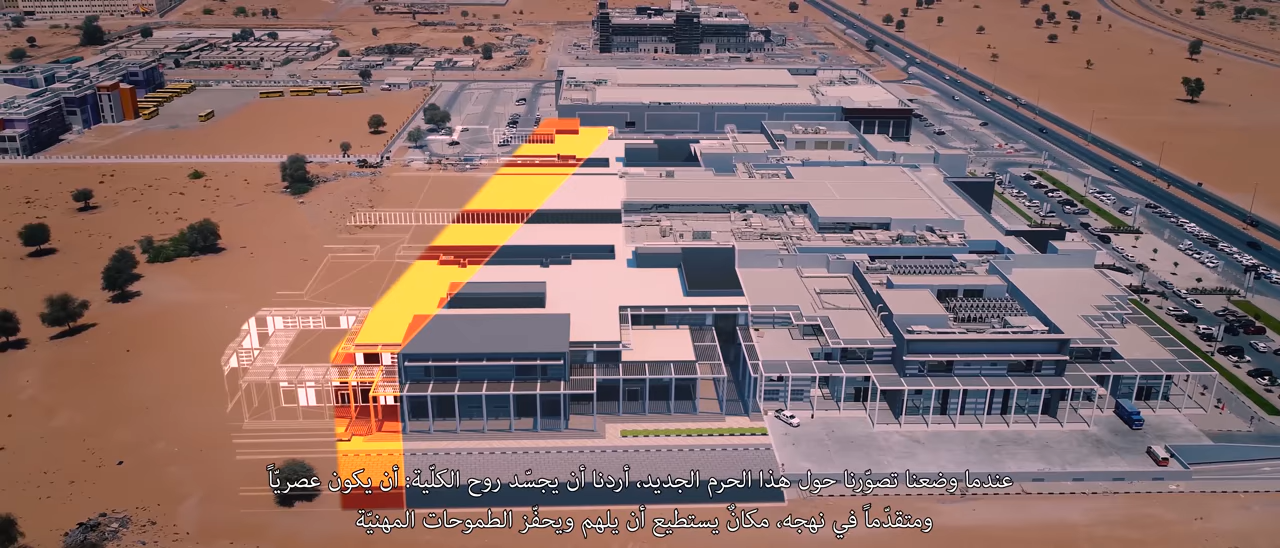 عندما وضعنا تصوّرنا حول هذا الحرم الجديد، أردنا أن يجسّد روح الكلّية: أن يكون عصريّاً
ومتقدّماً في نهجه، مكانٌ يستطيع أن يلهم ويحفّز الطموحات المهنيّة